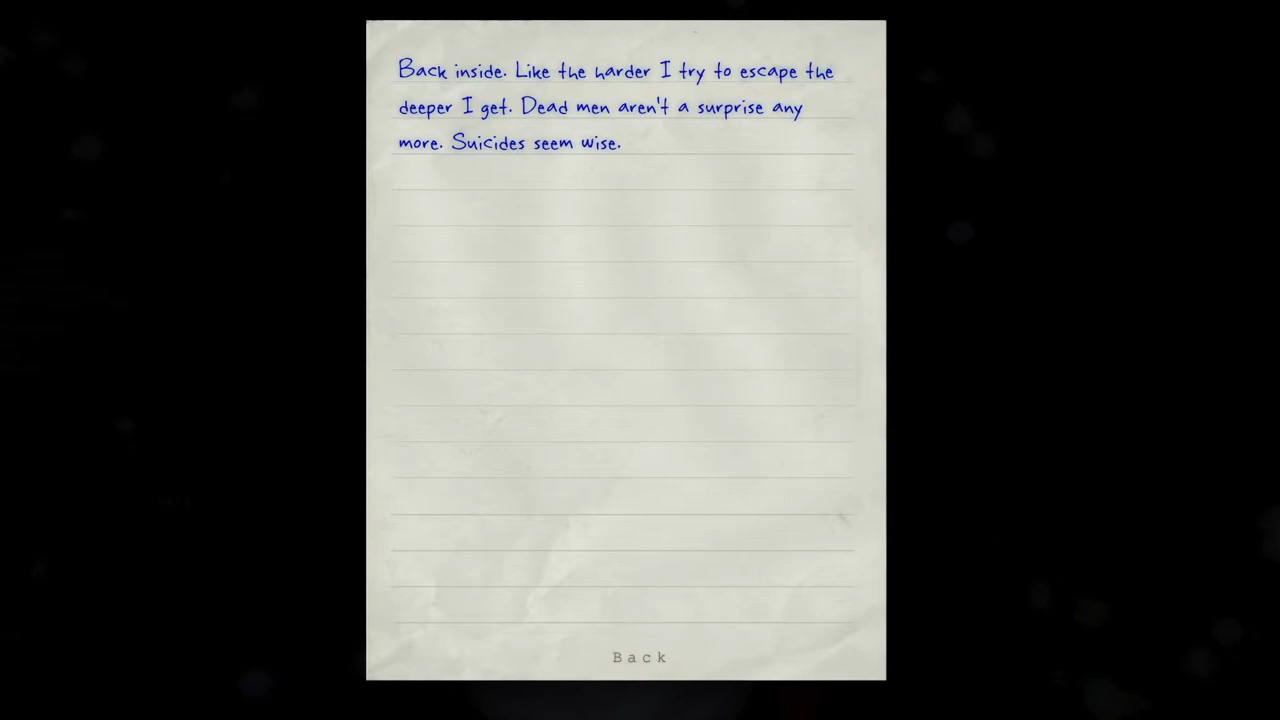 Back inside. Like the harder I try to escape the
deeper I get. Dead men aren't a surprise any
more. Suicides seem wise.
Back